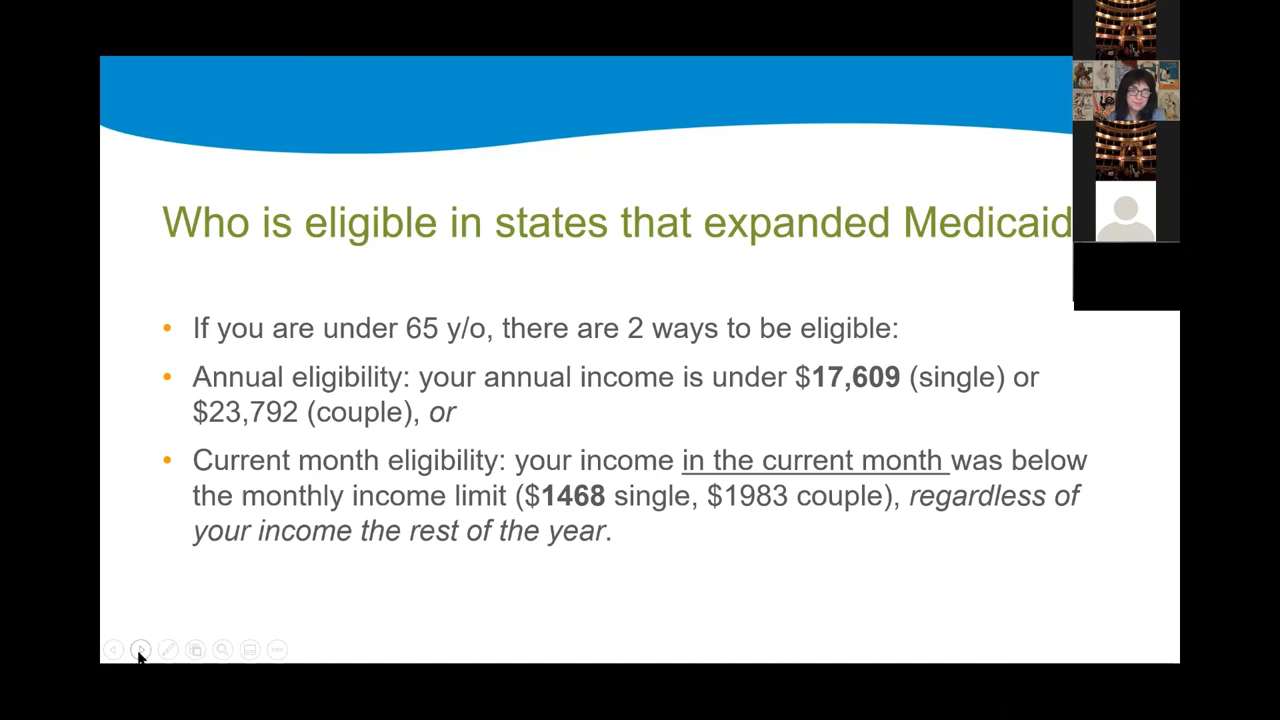 Who is eligible in states that expanded Medicaid
• If you are under 65 y/o, there are 2 ways to be eligible:
• Annual eligibility: your annual income is under $17,609 (single) or
$23,792 (couple), or
• Current month eligibility: your income in the current month was below
the monthly income limit ($1468 single, $1983 couple), regardless of
your income the rest of the year.